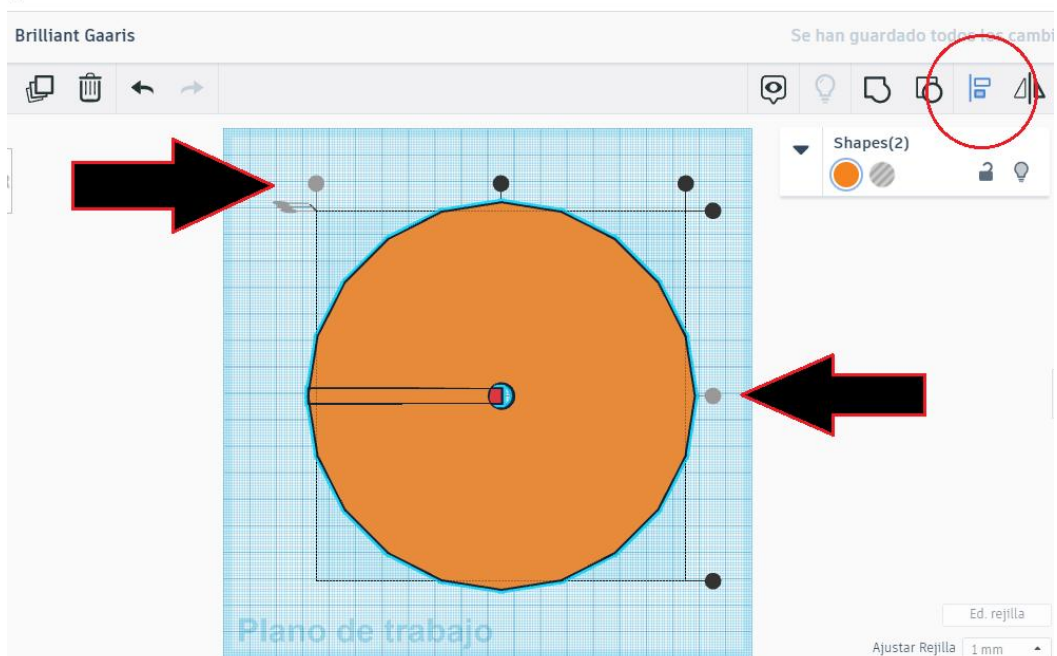 Brilliant Gaaris
Se han guardado todos los cambi
Shapes(2)
Plano de trabajo
Ed. rejilla
Ajustar Rejilla 1 mm